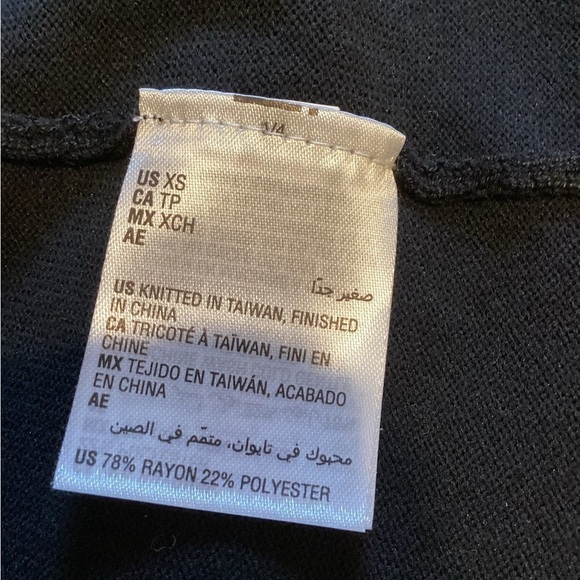 1/4
US XS
CA TP
MX XCH
AE
صغير جدًا
US KNITTED IN TAIWAN, FINISHED
IN CHINA
CA TRICOTÉ À TAÏWAN, FINI EN
CHINE
MX TEJIDO EN TAIWÁN, ACABADO
EN CHINA
AE
محبوك في تايوان، متمّم في الصين
US 78% RAYON 22% POLYESTER